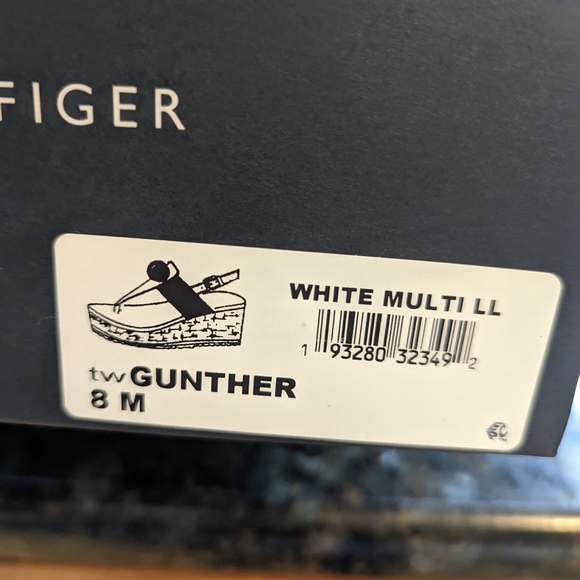 FIGER
WHITE MULTI LL
1 93280 32349 2
twGUNTHER
8 M